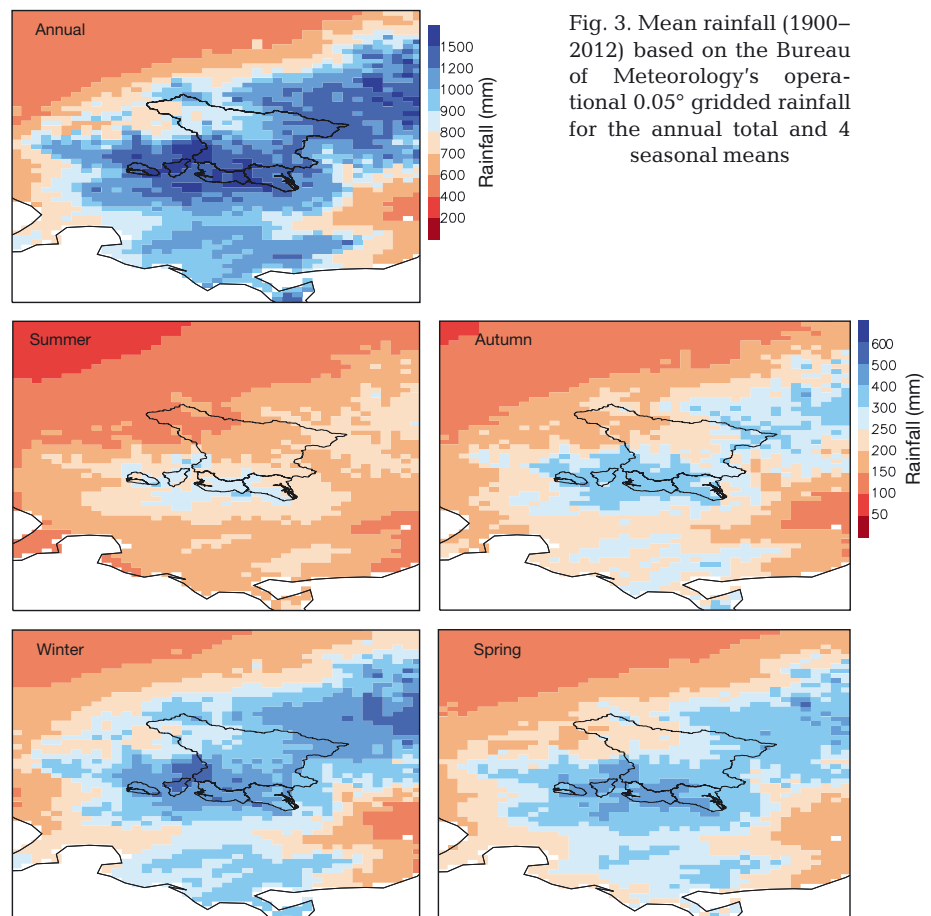 Annual
1500
1200
1000
900
800
700
600
400
200
Rainfall (mm)
Fig. 3. Mean rainfall (1900–
2012) based on the Bureau
of Meteorology's opera-
tional 0.05° gridded rainfall
for the annual total and 4
seasonal means
Summer
Autumn
600
500
400
300
250
200
150
100
50
Rainfall (mm)
Winter
Spring